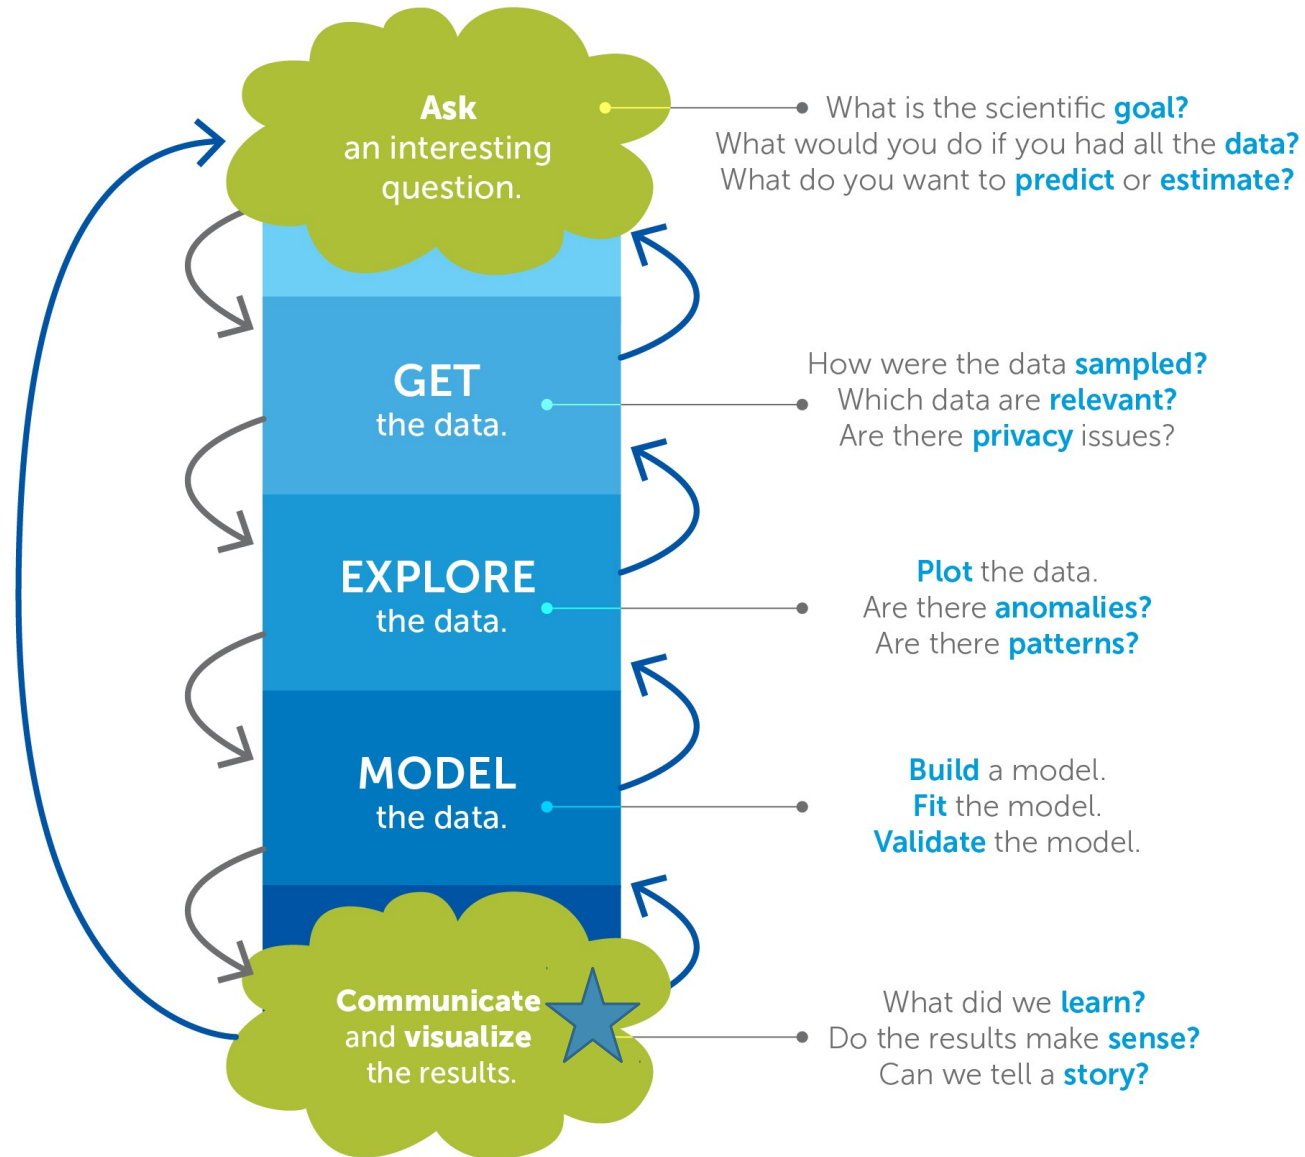 Ask
an interesting
question.
What is the scientific goal?
What would you do if you had all the data?
What do you want to predict or estimate?
GET
the data.
How were the data sampled?
Which data are relevant?
Are there privacy issues?
EXPLORE
the data.
Plot the data.
Are there anomalies?
Are there patterns?
MODEL
the data.
Build a model.
Fit the model.
Validate the model.
Communicate
and visualize
the results.
What did we learn?
Do the results make sense?
Can we tell a story?